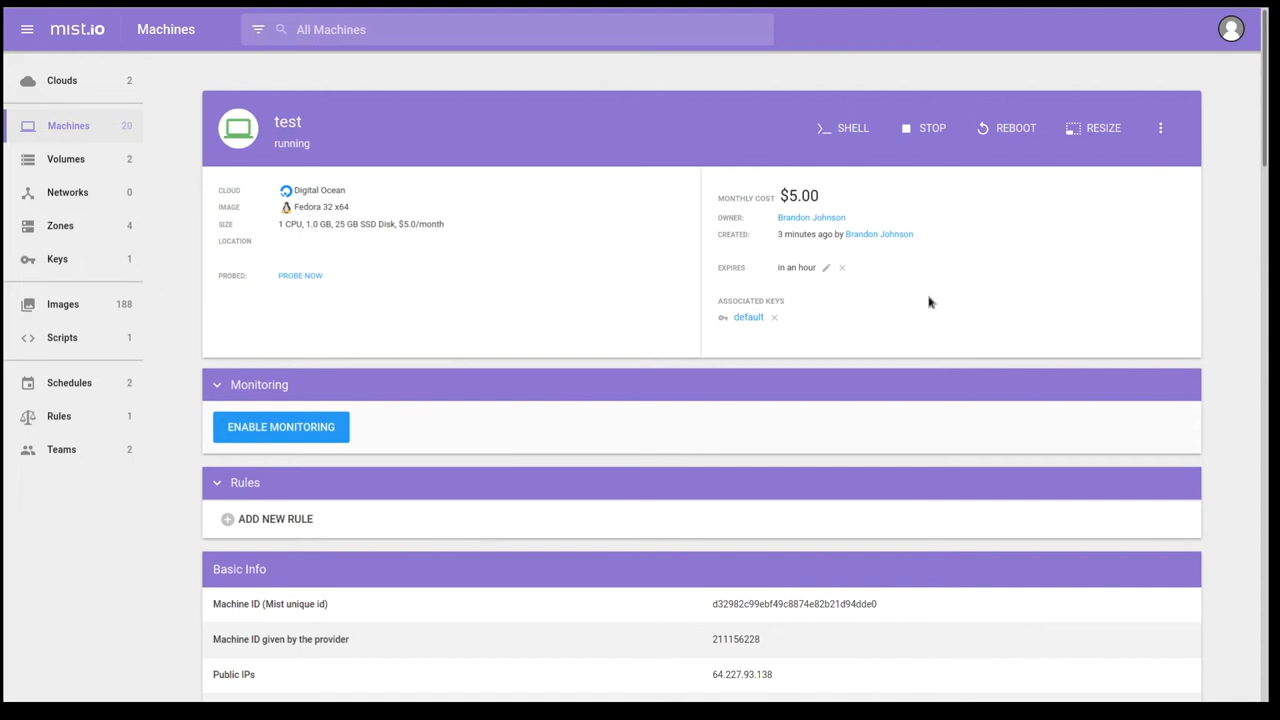 mist.io
Machines
All Machines
Clouds 2
Machines 20
Volumes 2
Networks 0
Zones 4
Keys 1
Images 188
Scripts 1
Schedules 2
Rules 1
Teams 2
test
running
SHELL
STOP
REBOOT
RESIZE
CLOUD Digital Ocean
IMAGE Fedora 32 x64
SIZE 1 CPU, 1.0 GB, 25 GB SSD Disk, $5.0/month
LOCATION
PROBED: PROBE NOW
MONTHLY COST $5.00
OWNER: Brandon Johnson
CREATED: 3 minutes ago by Brandon Johnson
EXPIRES in an hour
ASSOCIATED KEYS
default
Monitoring
ENABLE MONITORING
Rules
ADD NEW RULE
Basic Info
Machine ID (Mist unique id) d32982c99ebf49c8874e82b21d94dde0
Machine ID given by the provider 211156228
Public IPs 64.227.93.138